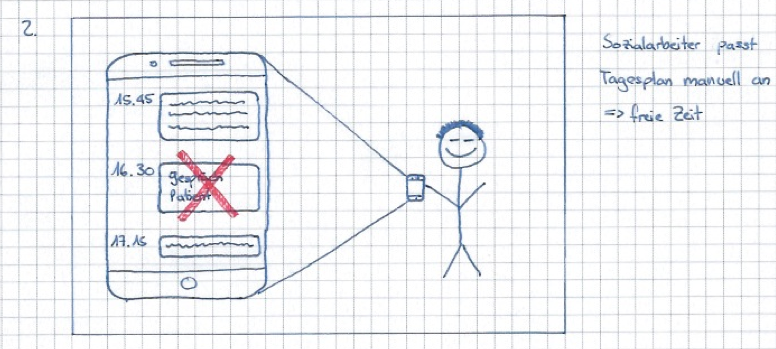 2.
Sozialarbeiter passt
Tagesplan manuell an
=> freie Zeit
15.45
16.30
Gespräch
Patient
17.15